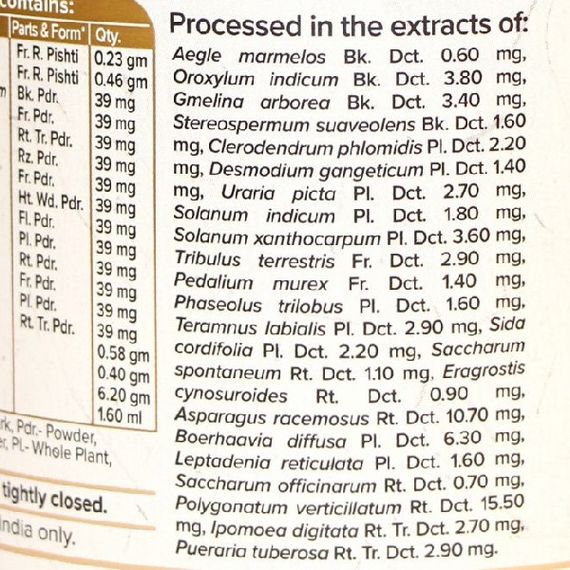 contains:
Parts & Form* Qty.
Fr. R. Pishti 0.23 gm
Fr. R. Pishti 0.46 gm
Bk. Pdr. 39 mg
Fr. Pdr. 39 mg
Rt. Tr. Pdr. 39 mg
Rz. Pdr. 39 mg
Fr. Pdr. 39 mg
Ht. Wd. Pdr. 39 mg
Fl. Pdr. 39 mg
Pl. Pdr. 39 mg
Rt. Pdr. 39 mg
Fr. Pdr. 39 mg
Pl. Pdr. 39 mg
Rt. Tr. Pdr. 39 mg
0.58 gm
0.40 gm
6.20 gm
1.60 ml
Pdr.- Powder,
Pl.- Whole Plant,
tightly closed.
India only.
Processed in the extracts of:
Aegle marmelos Bk. Dct. 0.60 mg,
Oroxylum indicum Bk. Dct. 3.80 mg,
Gmelina arborea Bk. Dct. 3.40 mg,
Stereospermum suaveolens Bk. Dct. 1.60
mg, Clerodendrum phlomidis Pl. Dct. 2.20
mg, Desmodium gangeticum Pl. Dct. 1.40
mg, Uraria picta Pl. Dct. 2.70 mg,
Solanum indicum Pl. Dct. 1.80 mg,
Solanum xanthocarpum Pl. Dct. 3.60 mg,
Tribulus terrestris Fr. Dct. 2.90 mg,
Pedalium murex Fr. Dct. 1.40 mg,
Phaseolus trilobus Pl. Dct. 1.60 mg,
Teramnus labialis Pl. Dct. 2.90 mg, Sida
cordifolia Pl. Dct. 2.20 mg, Saccharum
spontaneum Rt. Dct. 1.10 mg, Eragrostis
cynosuroides Rt. Dct. 0.90 mg,
Asparagus racemosus Rt. Dct. 10.70 mg,
Boerhaavia diffusa Pl. Dct. 6.30 mg,
Leptadenia reticulata Pl. Dct. 1.60 mg,
Saccharum officinarum Rt. Dct. 0.70 mg,
Polygonatum verticillatum Rt. Dct. 15.50
mg, Ipomoea digitata Rt. Tr. Dct. 2.70 mg,
Pueraria tuberosa Rt. Tr. Dct. 2.90 mg.